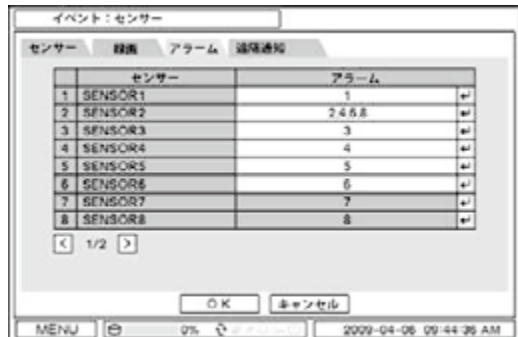 イベント：センサー
センサー 録画 アラーム 遠隔通知
センサー アラーム
1 SENSOR1 1
2 SENSOR2 2,4,6,8
3 SENSOR3 3
4 SENSOR4 4
5 SENSOR5 5
6 SENSOR6 6
7 SENSOR7 7
8 SENSOR8 8
< 1/2 >
OK キャンセル
MENU 0% 2009-04-06 09:44:36 AM